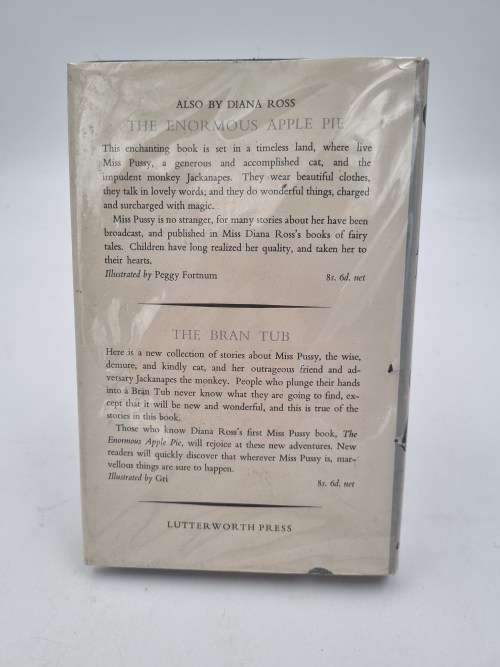 ALSO BY DIANA ROSS
THE ENORMOUS APPLE PIE
This enchanting book is set in a timeless land, where live
Miss Pussy, a generous and accomplished cat, and the
impudent monkey Jackanapes. They wear beautiful clothes,
they talk in lovely words; and they do wonderful things, charged
and surcharged with magic.
Miss Pussy is no stranger, for many stories about her have been
broadcast, and published in Miss Diana Ross's books of fairy
tales. Children have long realized her quality, and taken her to
their hearts.
Illustrated by Peggy Fortnum 8s. 6d. net
THE BRAN TUB
Here is a new collection of stories about Miss Pussy, the wise,
demure, and kindly cat, and her outrageous friend and ad-
versary Jackanapes the monkey. People who plunge their hands
into a Bran Tub never know what they are going to find, ex-
cept that it will be new and wonderful, and this is true of the
stories in this book.
Those who know Diana Ross's first Miss Pussy book, The
Enormous Apple Pie, will rejoice at these new adventures. New
readers will quickly discover that wherever Miss Pussy is, mar-
vellous things are sure to happen.
Illustrated by Gri 8s. 6d. net
LUTTERWORTH PRESS